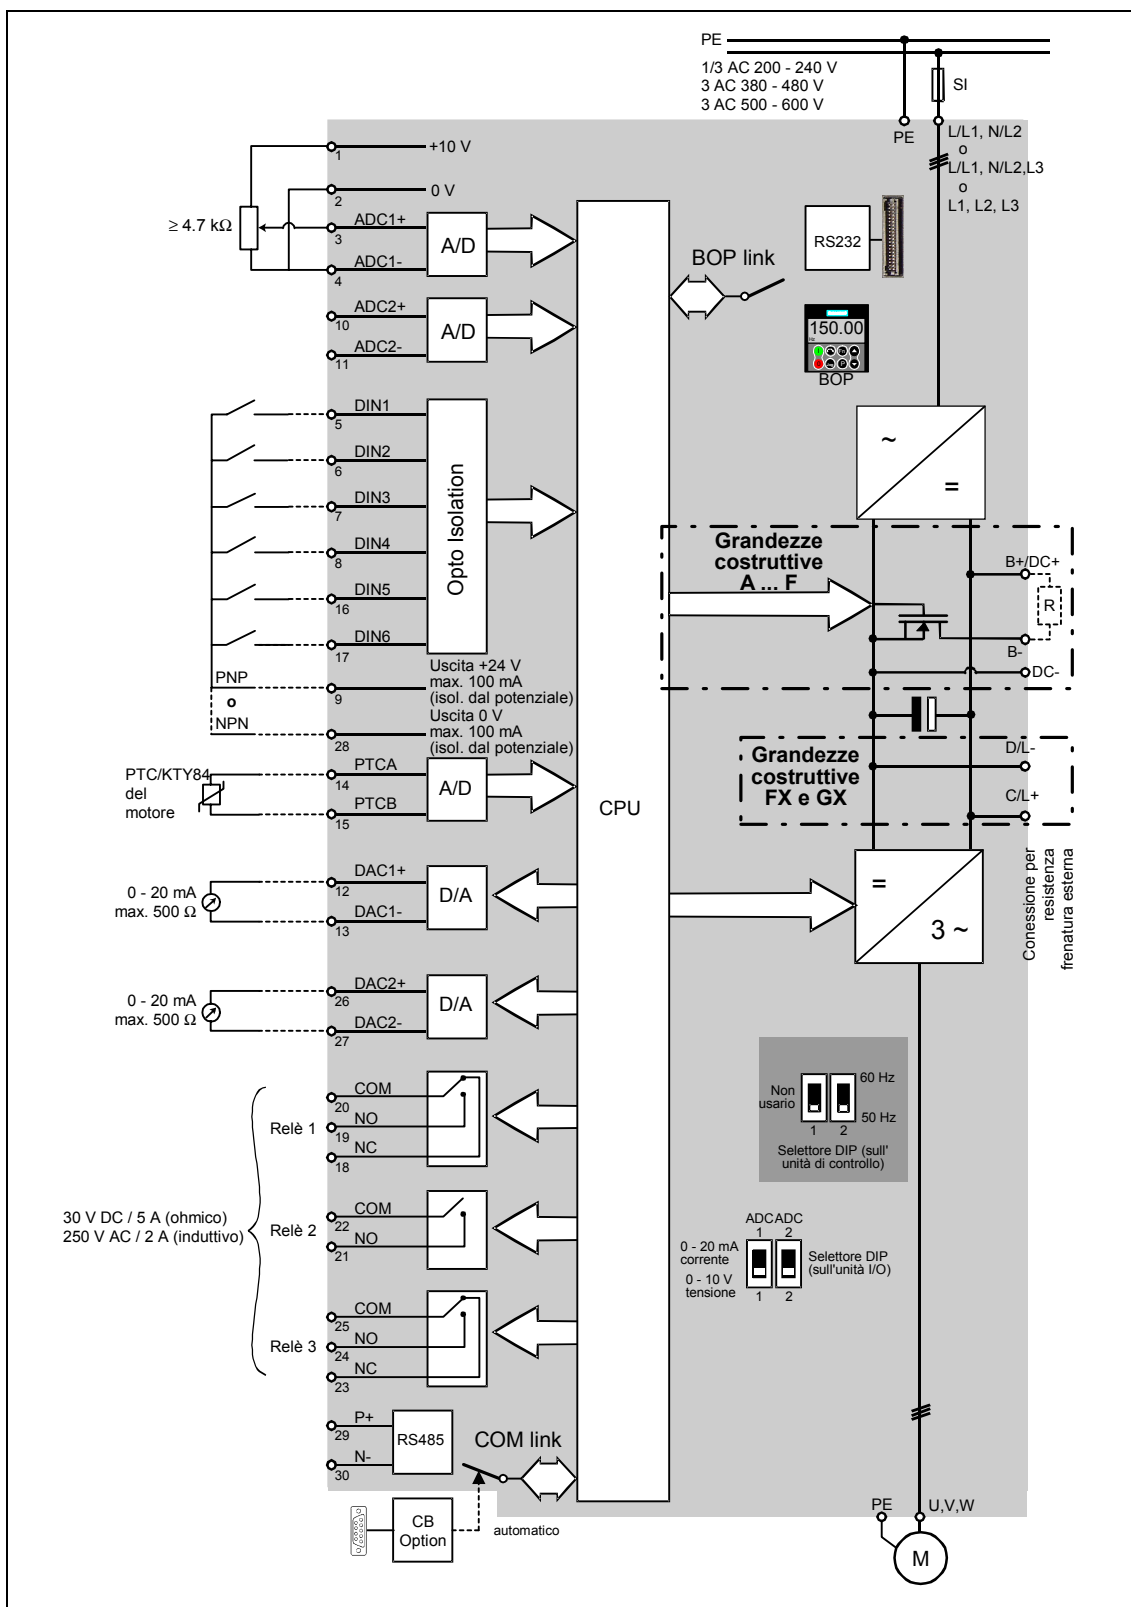 PE
1/3 AC 200 - 240 V
3 AC 380 - 480 V
3 AC 500 - 600 V
SI
PE
L/L1, N/L2
o
L/L1, N/L2,L3
o
L1, L2, L3
1
+10 V
2
0 V
≥ 4.7 kΩ
ADC1+
3
ADC1-
4
A/D
ADC2+
10
ADC2-
11
A/D
BOP link
RS232
150.00
Hz
BOP
DIN1
5
DIN2
6
DIN3
7
DIN4
8
DIN5
16
DIN6
17
Opto Isolation
PNP
o
NPN
9
Uscita +24 V
max. 100 mA
(isol. dal potenziale)
28
Uscita 0 V
max. 100 mA
(isol. dal potenziale)
~
=
Grandezze
costruttive
A ... F
B+/DC+
R
B-
DC-
Grandezze
costruttive
FX e GX
D/L-
C/L+
Conessione per
resistenza
frenatura esterna
PTC/KTY84
del
motore
PTCA
14
PTCB
15
A/D
CPU
=
3 ~
0 - 20 mA
max. 500 Ω
DAC1+
12
DAC1-
13
D/A
0 - 20 mA
max. 500 Ω
DAC2+
26
DAC2-
27
D/A
30 V DC / 5 A (ohmico)
250 V AC / 2 A (induttivo)
Relè 1
COM
20
NO
19
NC
18
Relè 2
COM
22
NO
21
Relè 3
COM
25
NO
24
NC
23
Non
usario
60 Hz
50 Hz
1 2
Selettore DIP (sull'
unità di controllo)
ADC ADC
1 2
0 - 20 mA
corrente
0 - 10 V
tensione
1 2
Selettore DIP
(sull'unità I/O)
P+
29
N-
30
RS485
COM link
CB
Option
automatico
PE
U,V,W
M